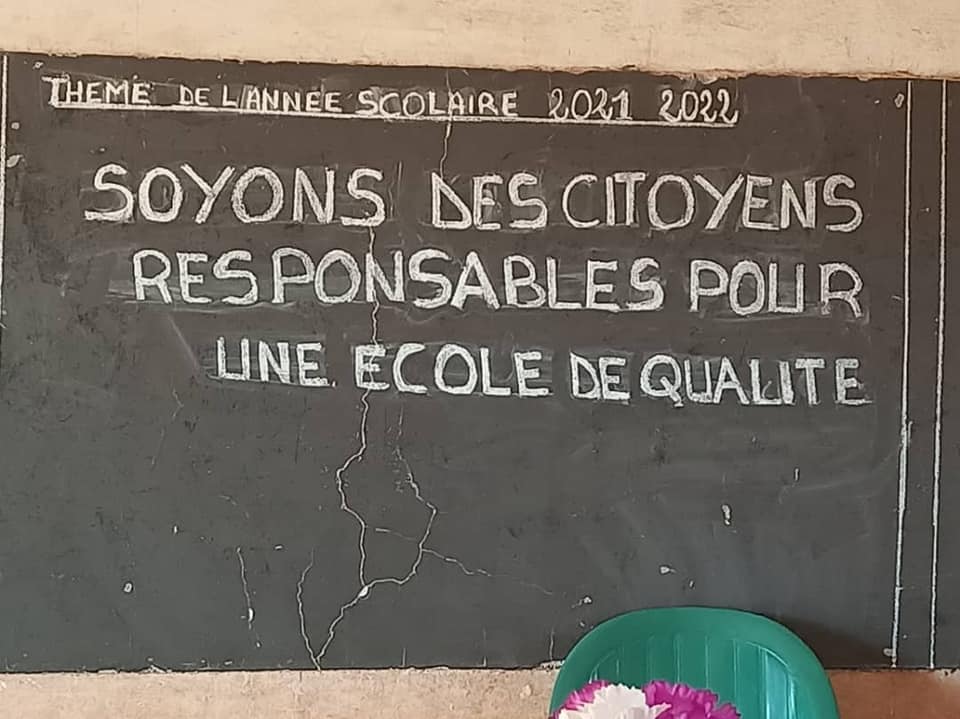 THEME DE L'ANNEE SCOLAIRE 2021 2022
SOYONS DES CITOYENS
RESPONSABLES POUR
UNE ECOLE DE QUALITE